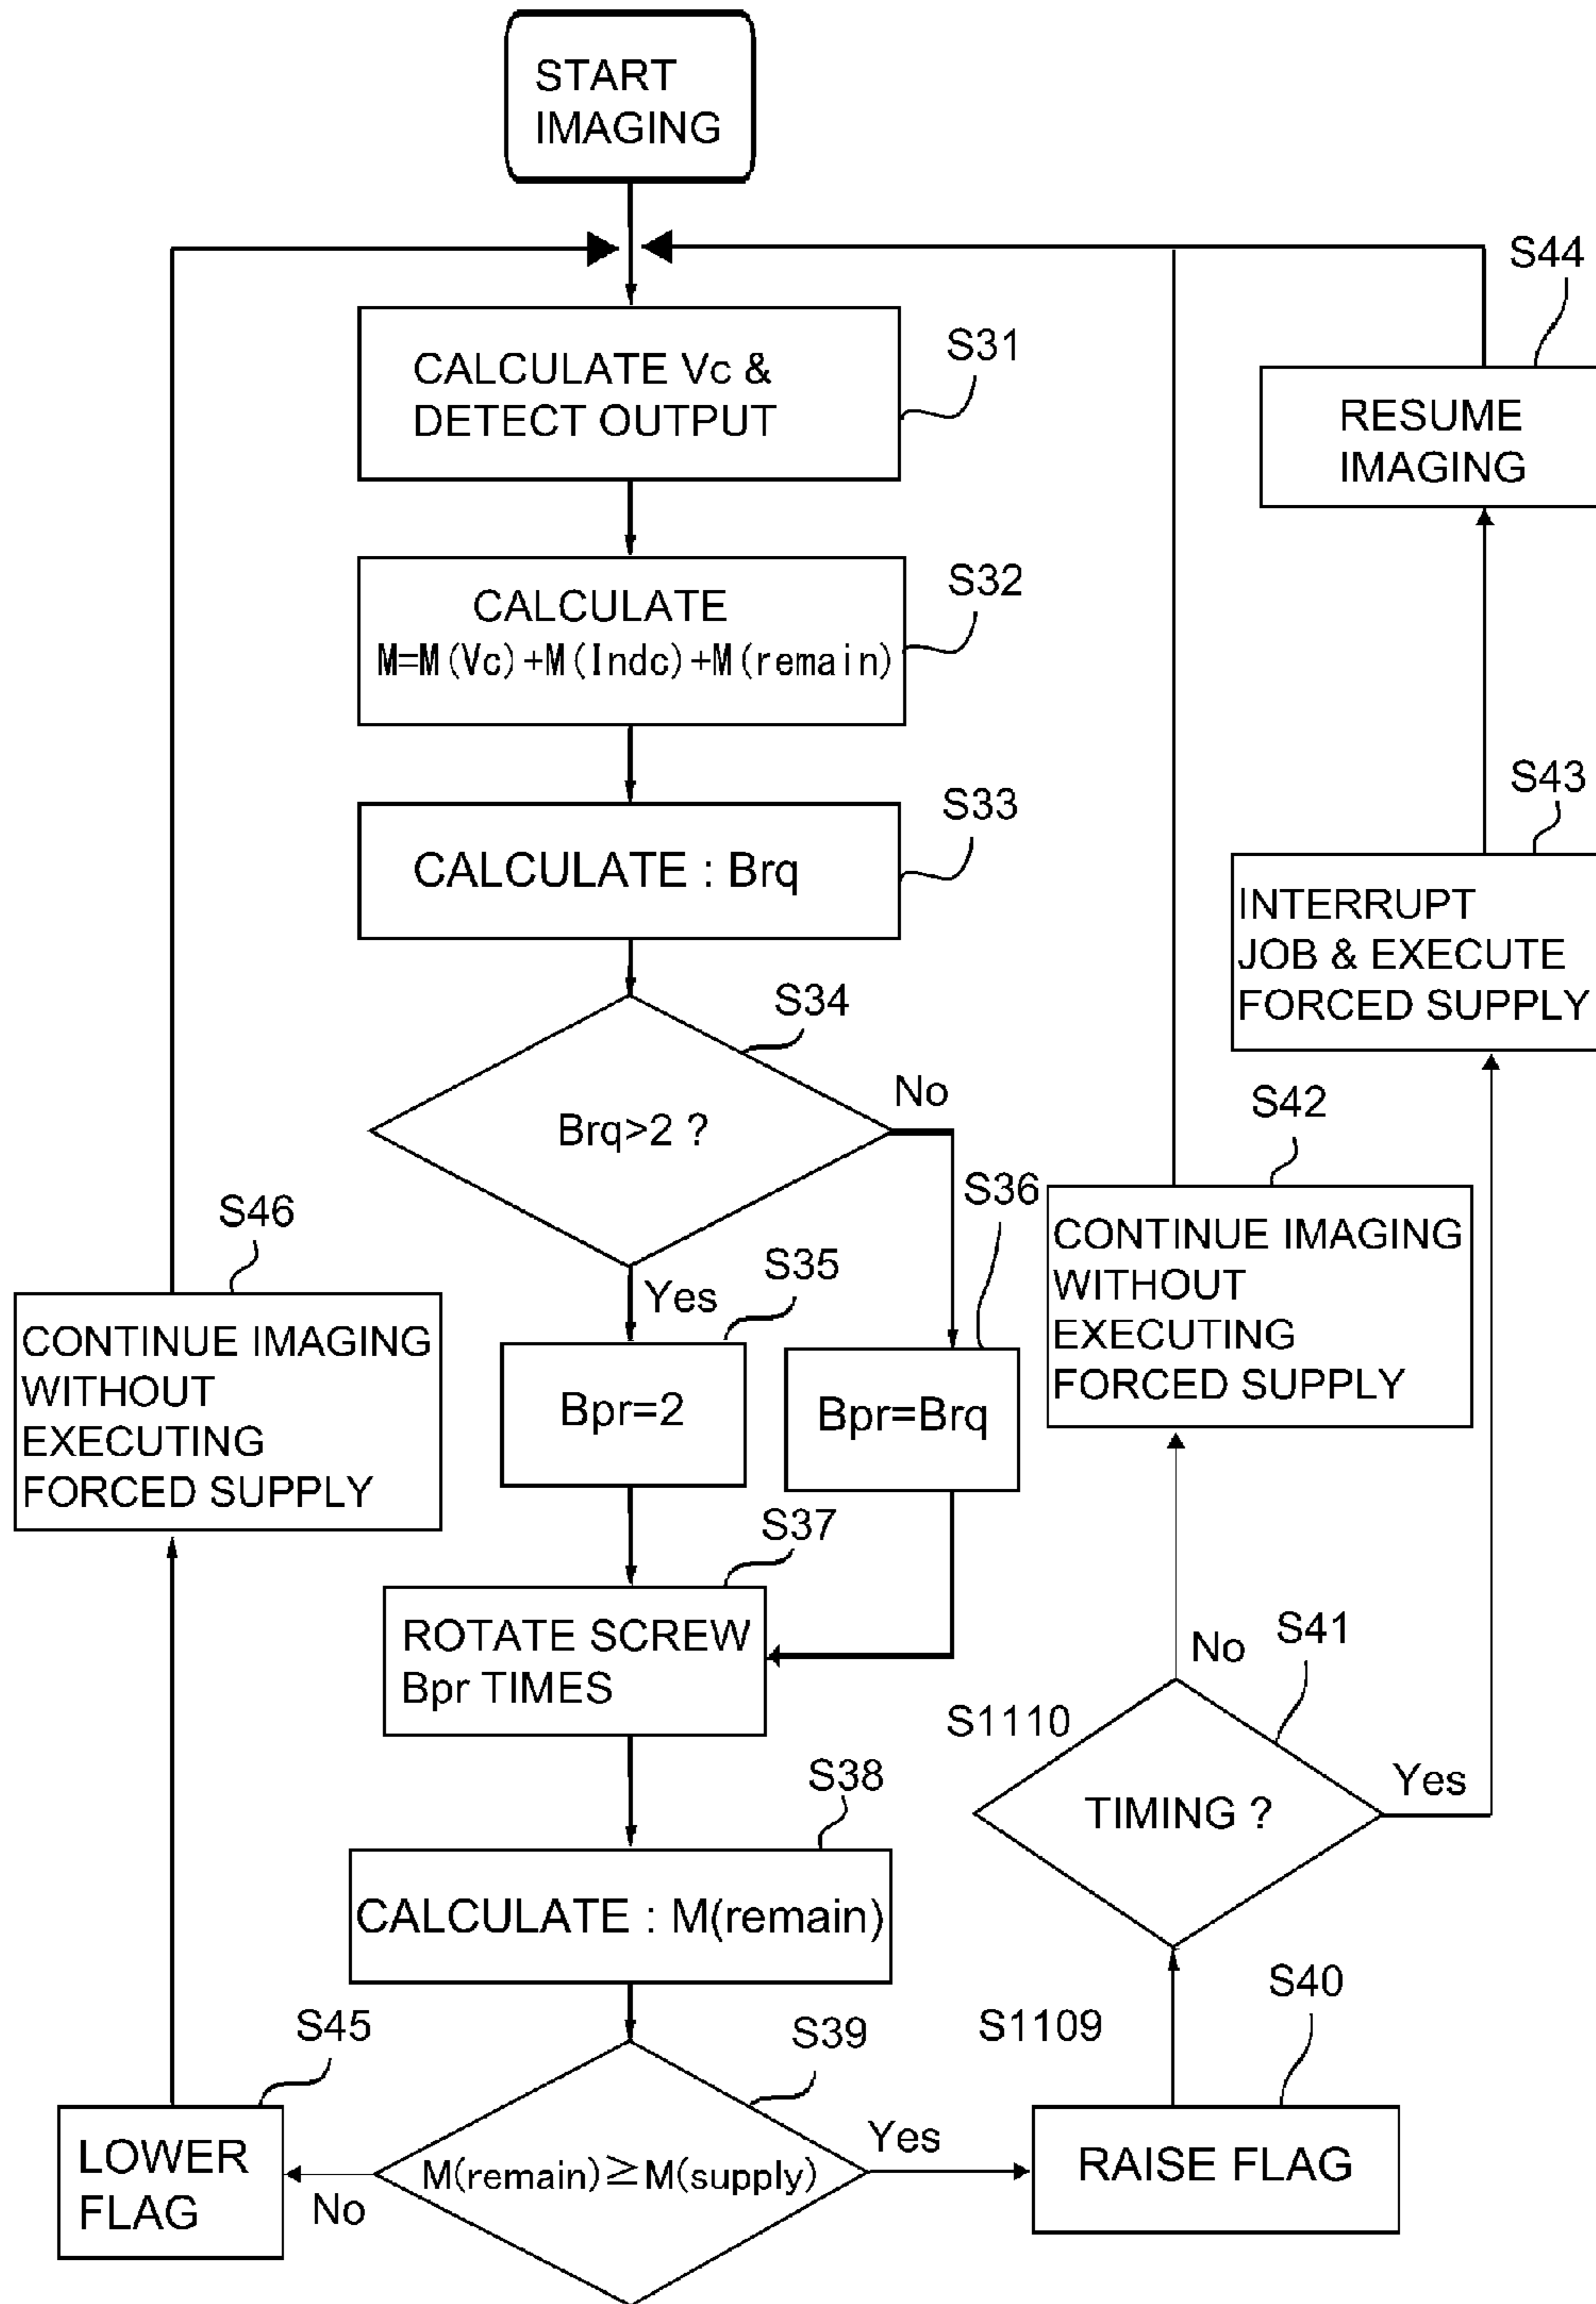 START
IMAGING
S31
CALCULATE Vc &
DETECT OUTPUT
S44
RESUME
IMAGING
S32
CALCULATE
M=M(Vc)+M(Indc)+M(remain)
S33
CALCULATE : Brq
S43
INTERRUPT
JOB & EXECUTE
FORCED SUPPLY
S34
Brq>2 ?
No
Yes
S35
Bpr=2
S36
Bpr=Brq
S42
CONTINUE IMAGING
WITHOUT
EXECUTING
FORCED SUPPLY
S46
CONTINUE IMAGING
WITHOUT
EXECUTING
FORCED SUPPLY
S37
ROTATE SCREW
Bpr TIMES
S41
No
S1110
TIMING ?
Yes
S38
CALCULATE : M(remain)
S39
M(remain)≧M(supply)
Yes
No
S1109
S40
RAISE FLAG
S45
LOWER
FLAG